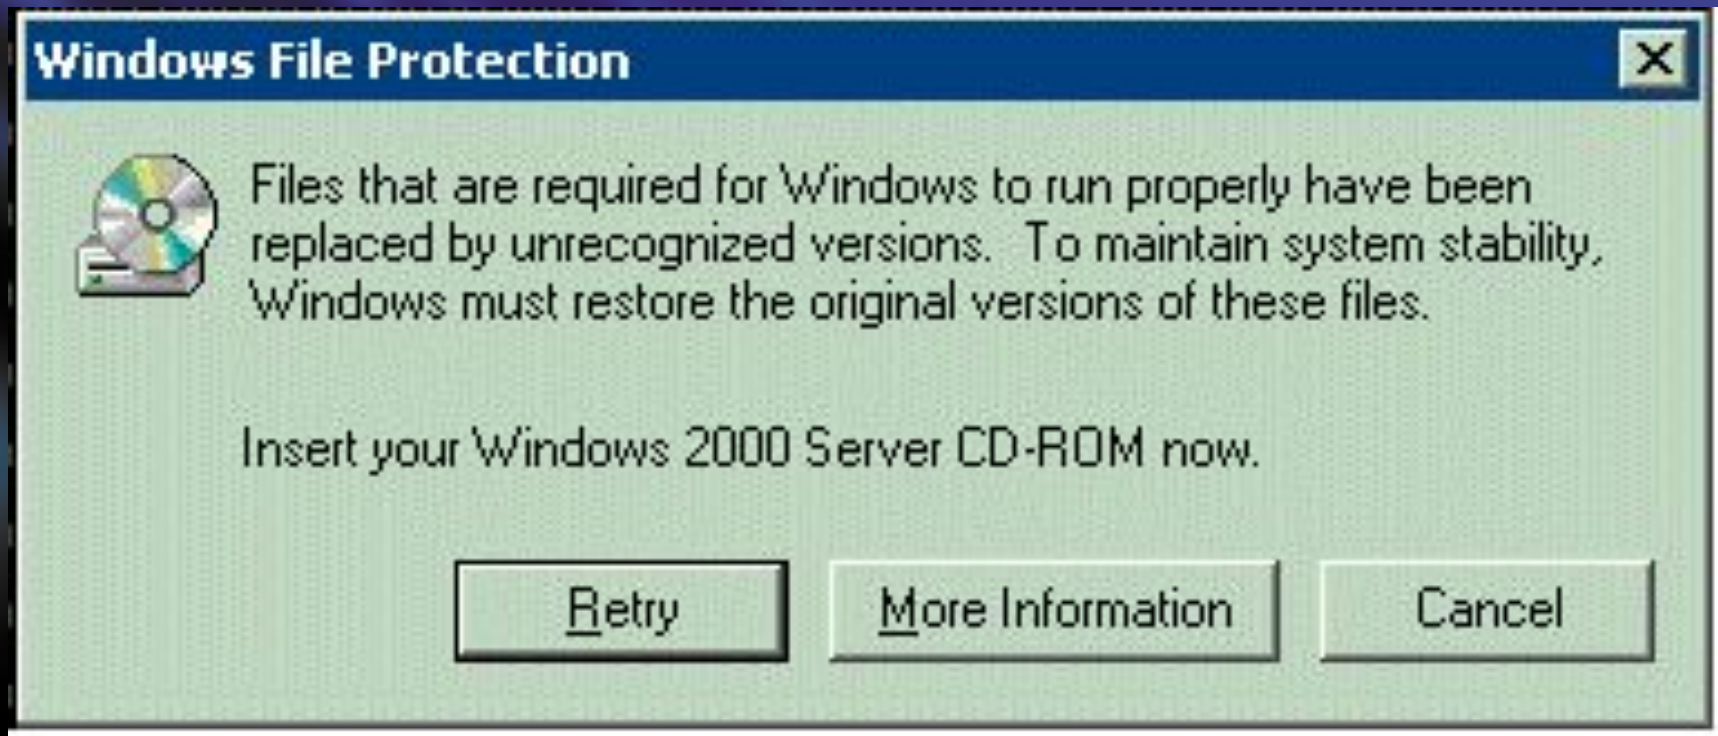 Windows File Protection
Files that are required for Windows to run properly have been
replaced by unrecognized versions.  To maintain system stability,
Windows must restore the original versions of these files.
Insert your Windows 2000 Server CD-ROM now.
Retry
More Information
Cancel